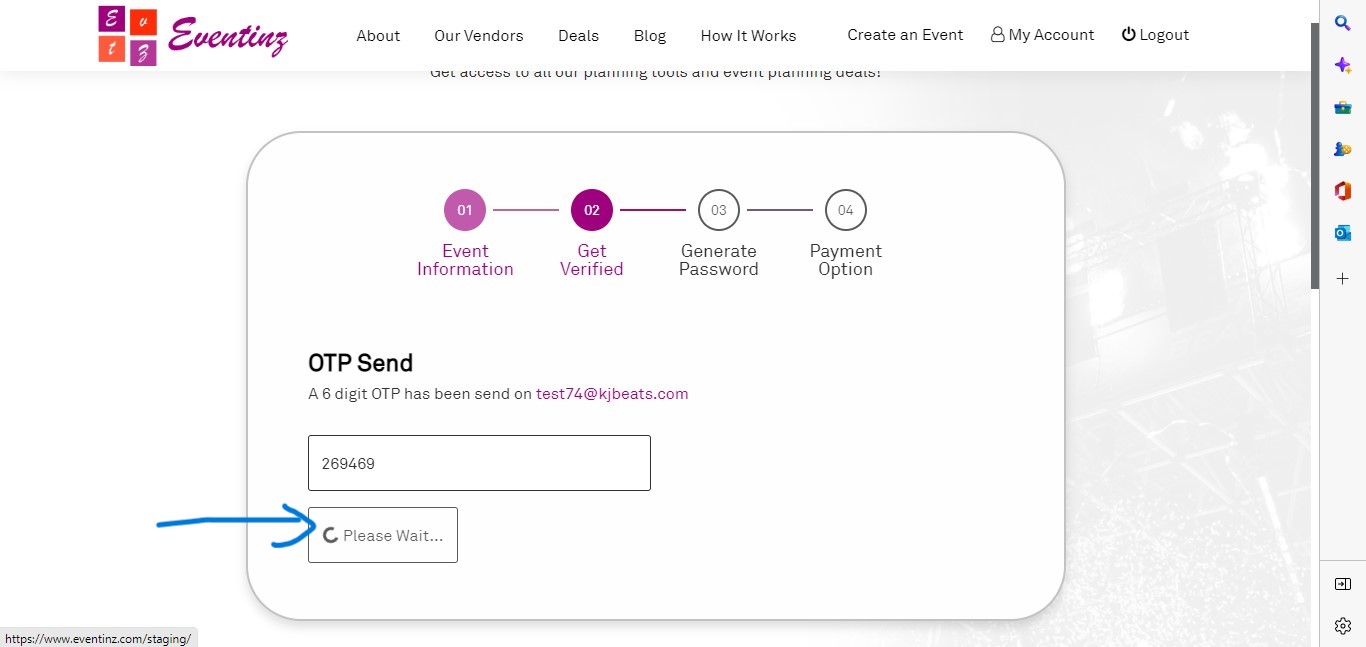 E v t z Eventinz About Our Vendors Deals Blog How It Works Create an Event My Account Logout
Get access to all our planning tools and event planning deals!
01 02 03 04
Event Information
Get Verified
Generate Password
Payment Option
OTP Send
A 6 digit OTP has been send on test74@kjbeats.com
269469
Please Wait...
https://www.eventinz.com/staging/